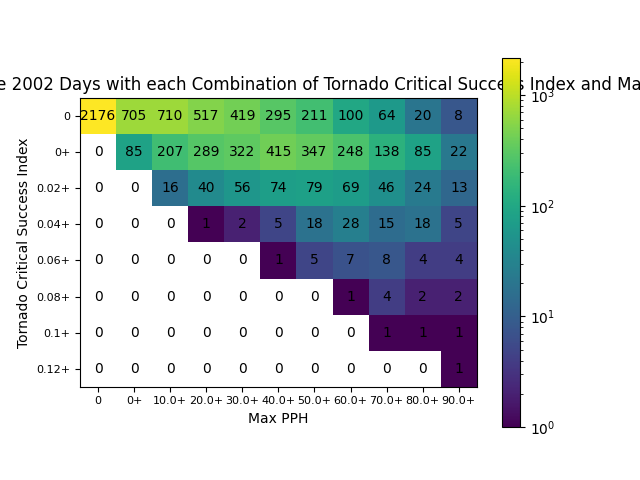 e 2002 Days with each Combination of Tornado Critical Success Index and Ma
0 2176 705 710 517 419 295 211 100 64 20 8
0+ 0 85 207 289 322 415 347 248 138 85 22
0.02+ 0 0 16 40 56 74 79 69 46 24 13
0.04+ 0 0 0 1 2 5 18 28 15 18 5
0.06+ 0 0 0 0 0 1 5 7 8 4 4
0.08+ 0 0 0 0 0 0 0 1 4 2 2
0.1+ 0 0 0 0 0 0 0 0 1 1 1
0.12+ 0 0 0 0 0 0 0 0 0 0 1
0 0+ 10.0+ 20.0+ 30.0+ 40.0+ 50.0+ 60.0+ 70.0+ 80.0+ 90.0+
Max PPH
Tornado Critical Success Index
10³
10²
10¹
10⁰